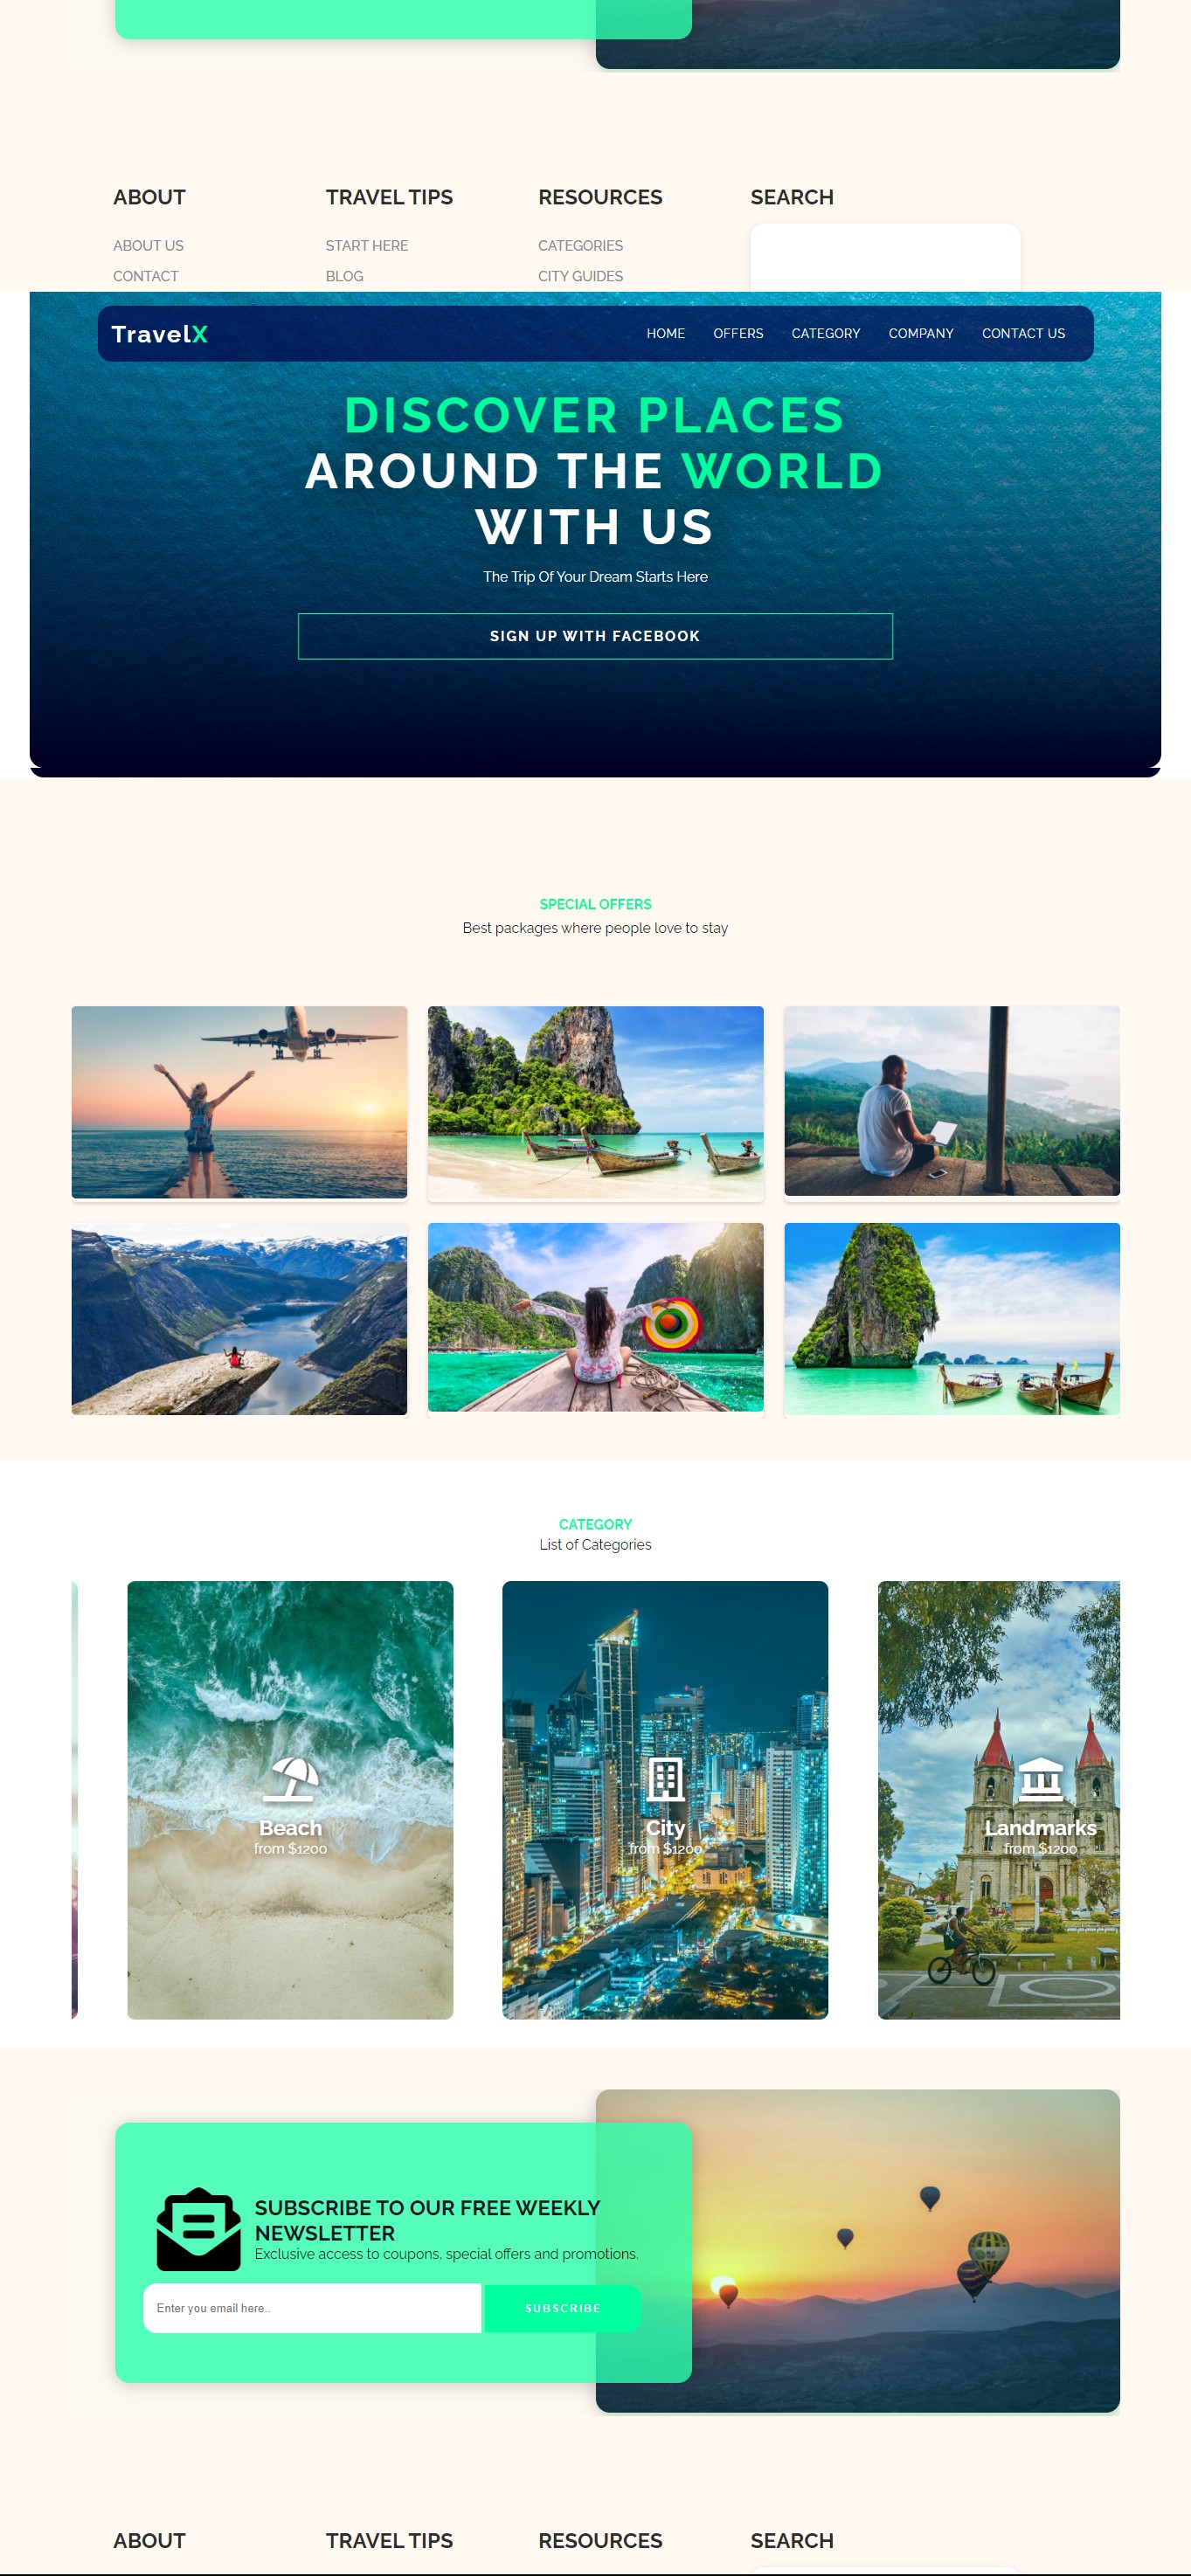 ABOUT
TRAVEL TIPS
RESOURCES
SEARCH
ABOUT US
START HERE
CATEGORIES
CONTACT
BLOG
CITY GUIDES
TravelX
HOME
OFFERS
CATEGORY
COMPANY
CONTACT US
DISCOVER PLACES
AROUND THE WORLD
WITH US
The Trip Of Your Dream Starts Here
SIGN UP WITH FACEBOOK
SPECIAL OFFERS
Best packages where people love to stay
CATEGORY
List of Categories
Beach
from $1200
City
from $1200
Landmarks
from $1200
SUBSCRIBE TO OUR FREE WEEKLY
NEWSLETTER
Exclusive access to coupons, special offers and promotions.
Enter you email here..
SUBSCRIBE
ABOUT
TRAVEL TIPS
RESOURCES
SEARCH